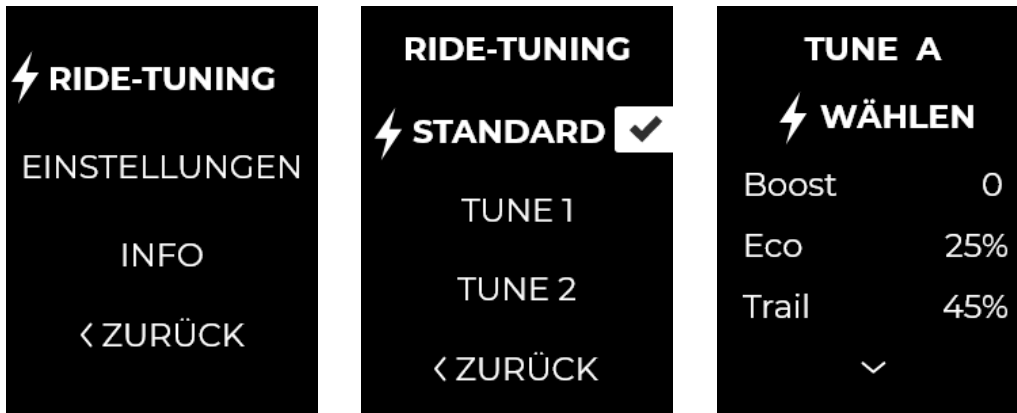 RIDE-TUNING
EINSTELLUNGEN
INFO
< ZURÜCK
RIDE-TUNING
STANDARD
TUNE 1
TUNE 2
< ZURÜCK
TUNE A
WÄHLEN
Boost 0
Eco 25%
Trail 45%